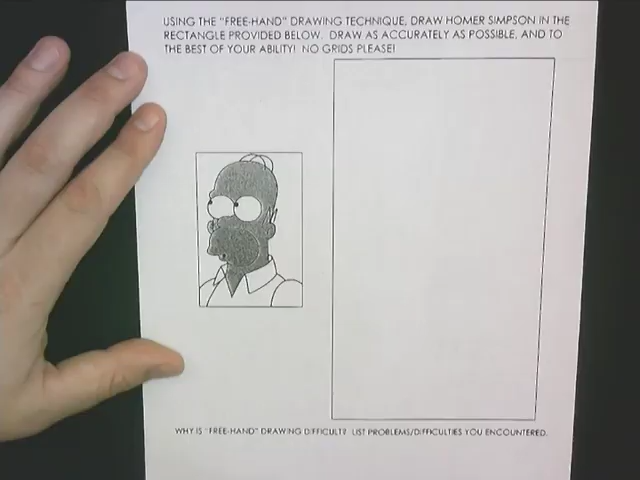 USING THE "FREE-HAND" DRAWING TECHNIQUE, DRAW HOMER SIMPSON IN THE
RECTANGLE PROVIDED BELOW. DRAW AS ACCURATELY AS POSSIBLE, AND TO
THE BEST OF YOUR ABILITY! NO GRIDS PLEASE!
WHY IS "FREE-HAND" DRAWING DIFFICULT? LIST PROBLEMS/DIFFICULTIES YOU ENCOUNTERED.